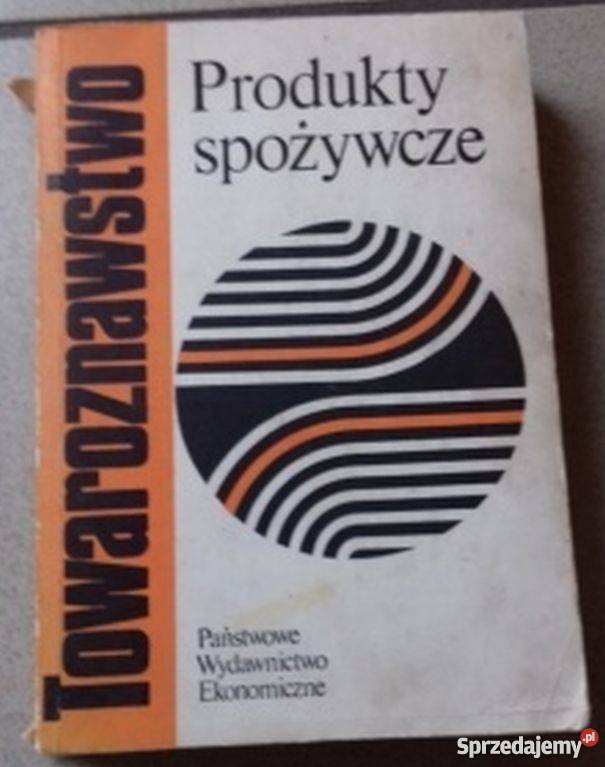 Towaroznawstwo
Produkty
spożywcze
Państwowe
Wydawnictwo
Ekonomiczne
Sprzedajemy.pl